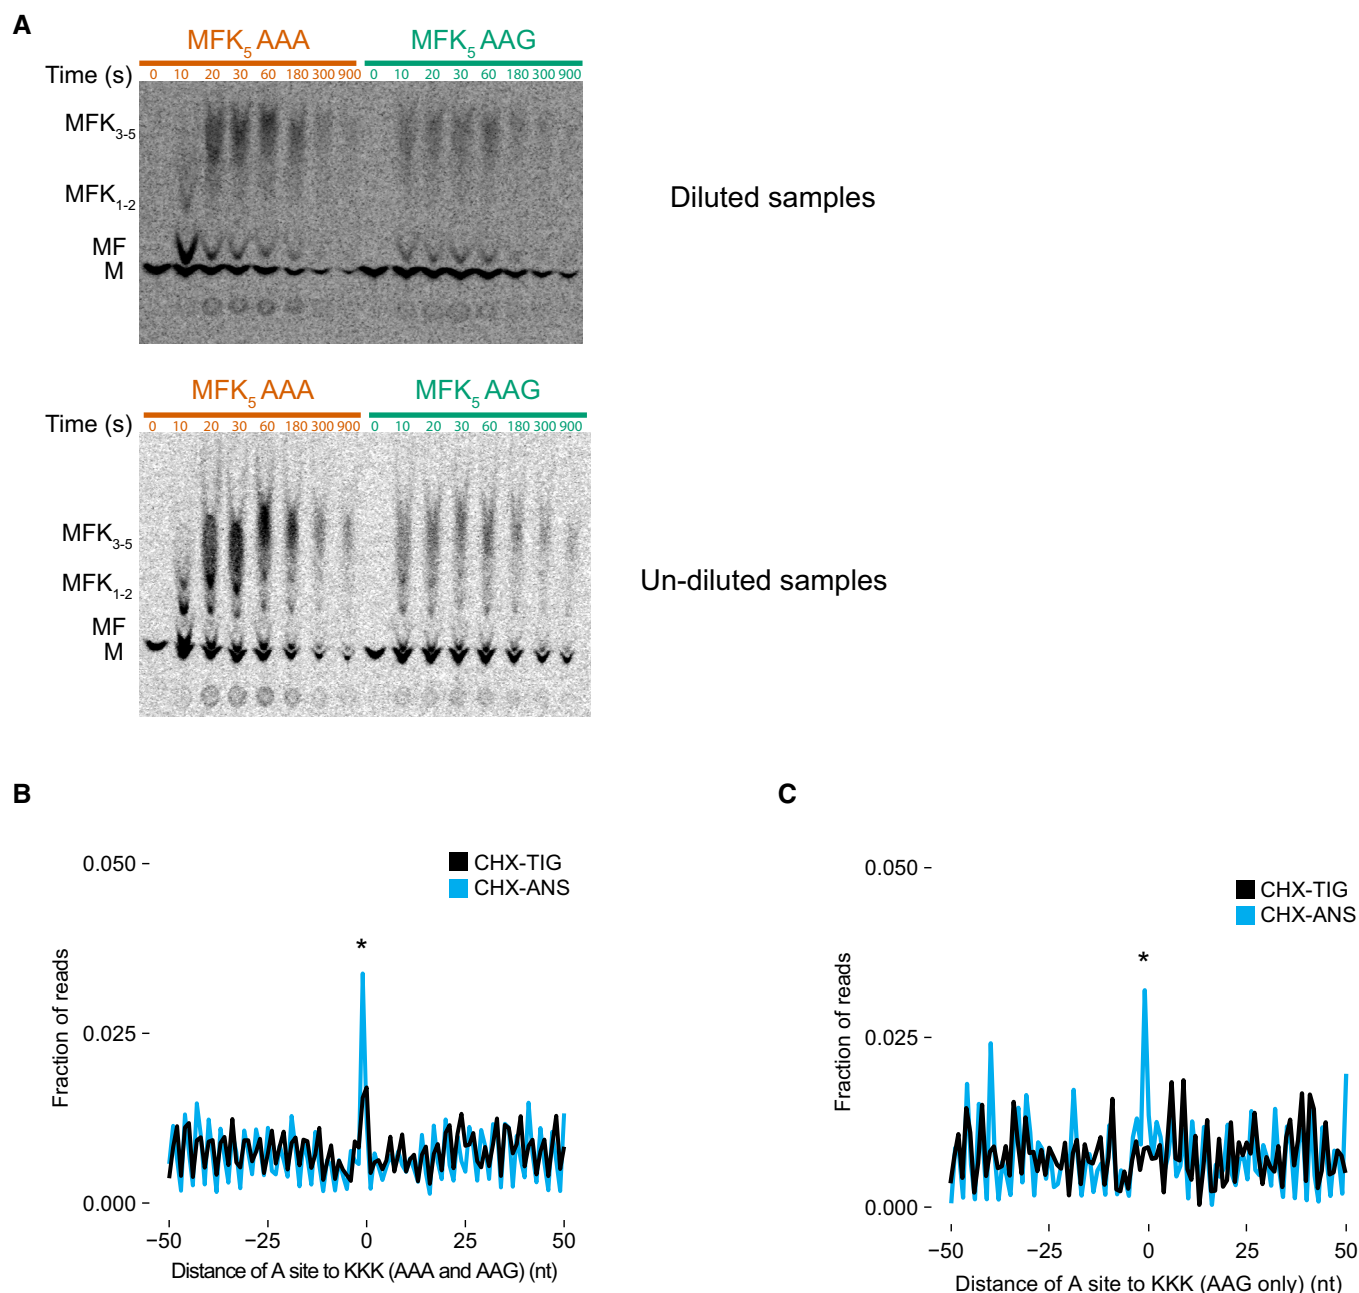 A
MFK5 AAA MFK5 AAG
Time (s) 0 10 20 30 60 180 300 900 0 10 20 30 60 180 300 900
MFK3-5
MFK1-2
MF
M
Diluted samples
MFK5 AAA MFK5 AAG
Time (s) 0 10 20 30 60 180 300 900 0 10 20 30 60 180 300 900
MFK3-5
MFK1-2
MF
M
Un-diluted samples
B
0.050
0.025
0.000
Fraction of reads
CHX-TIG
CHX-ANS
*
−50 −25 0 25 50
Distance of A site to KKK (AAA and AAG) (nt)
C
0.050
0.025
0.000
Fraction of reads
CHX-TIG
CHX-ANS
*
−50 −25 0 25 50
Distance of A site to KKK (AAG only) (nt)